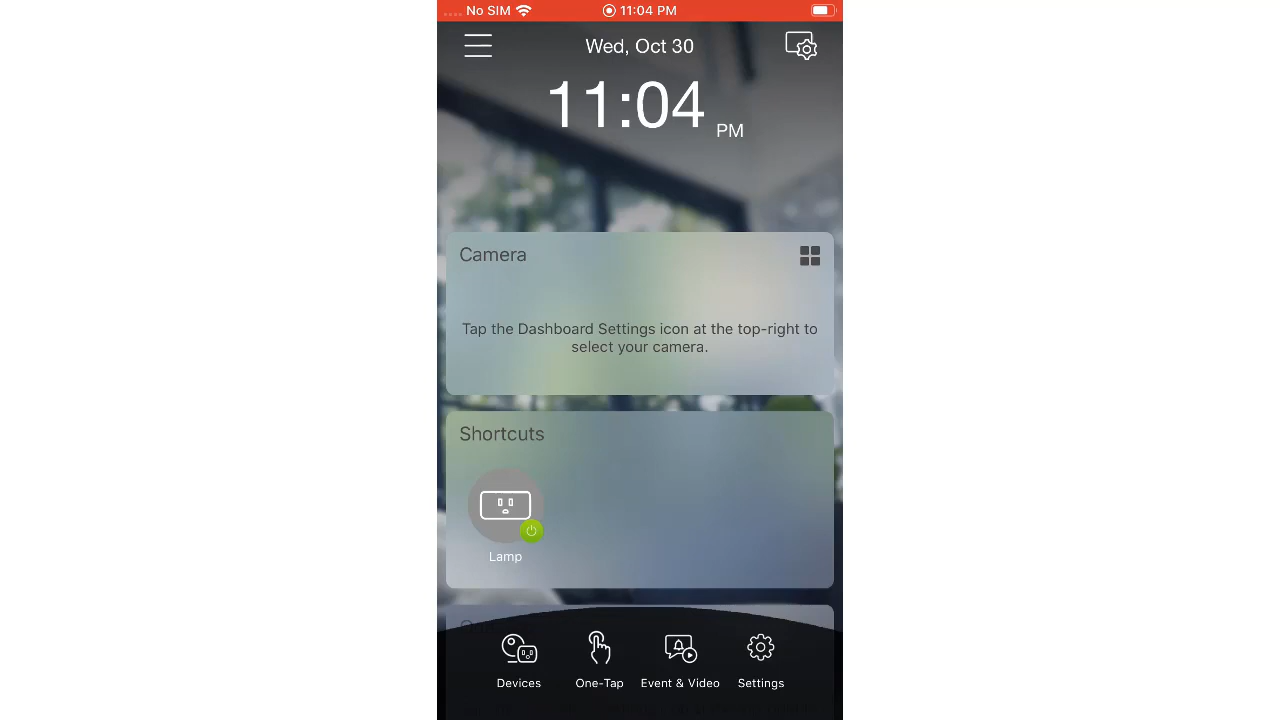 No SIM 11:04 PM
Wed, Oct 30
11:04 PM
Camera
Tap the Dashboard Settings icon at the top-right to
select your camera.
Shortcuts
Lamp
Devices One-Tap Event & Video Settings